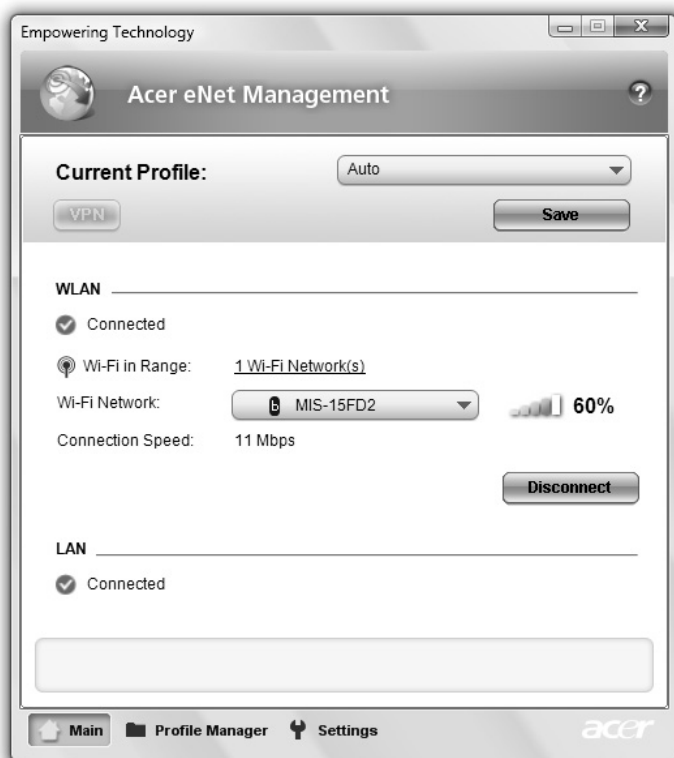 Empowering Technology
Acer eNet Management
?
Current Profile:
Auto
VPN
Save
WLAN
Connected
Wi-Fi in Range: 1 Wi-Fi Network(s)
Wi-Fi Network: b MIS-15FD2 60%
Connection Speed: 11 Mbps
Disconnect
LAN
Connected
Main Profile Manager Settings
acer